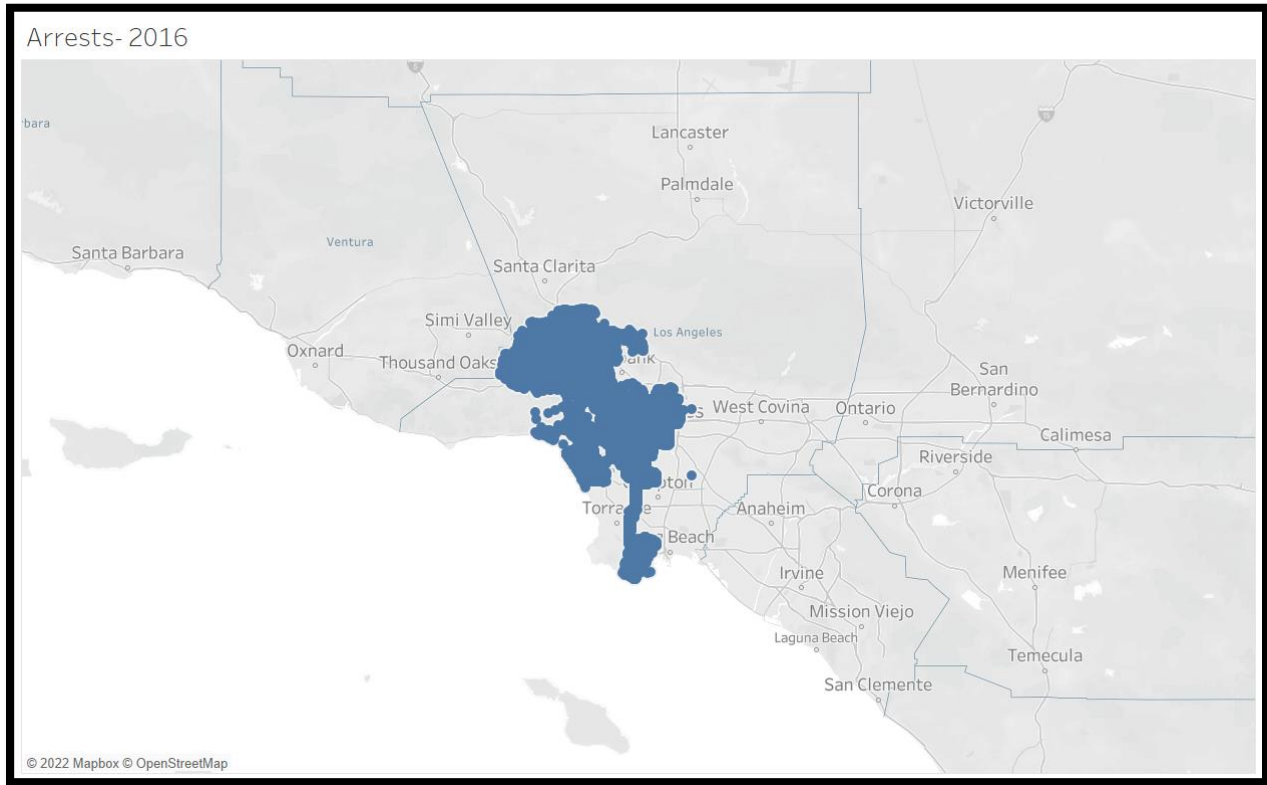 Arrests- 2016
Lancaster
bara
Palmdale
Victorville
Ventura
Santa Barbara
Santa Clarita
Simi Valley
Los Angeles
Oxnard
Thousand Oaks
San
Bernardino
West Covina
Ontario
Calimesa
Riverside
Corona
Anaheim
Beach
Irvine
Menifee
Mission Viejo
Laguna Beach
Temecula
San Clemente
© 2022 Mapbox © OpenStreetMap